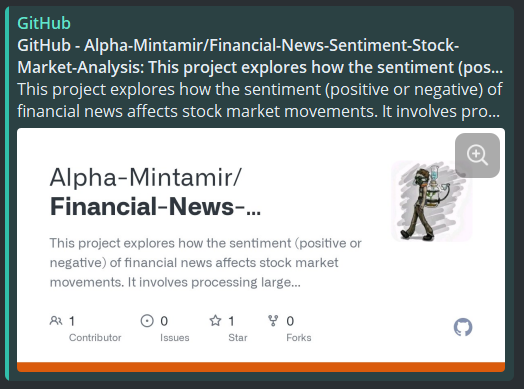 GitHub
GitHub - Alpha-Mintamir/Financial-News-Sentiment-Stock-
Market-Analysis: This project explores how the sentiment (pos...
This project explores how the sentiment (positive or negative) of
financial news affects stock market movements. It involves pro...
Alpha-Mintamir/
Financial-News-...
This project explores how the sentiment (positive or
negative) of financial news affects stock market
movements. It involves processing large...
1 0 1 0
Contributor Issues Star Forks